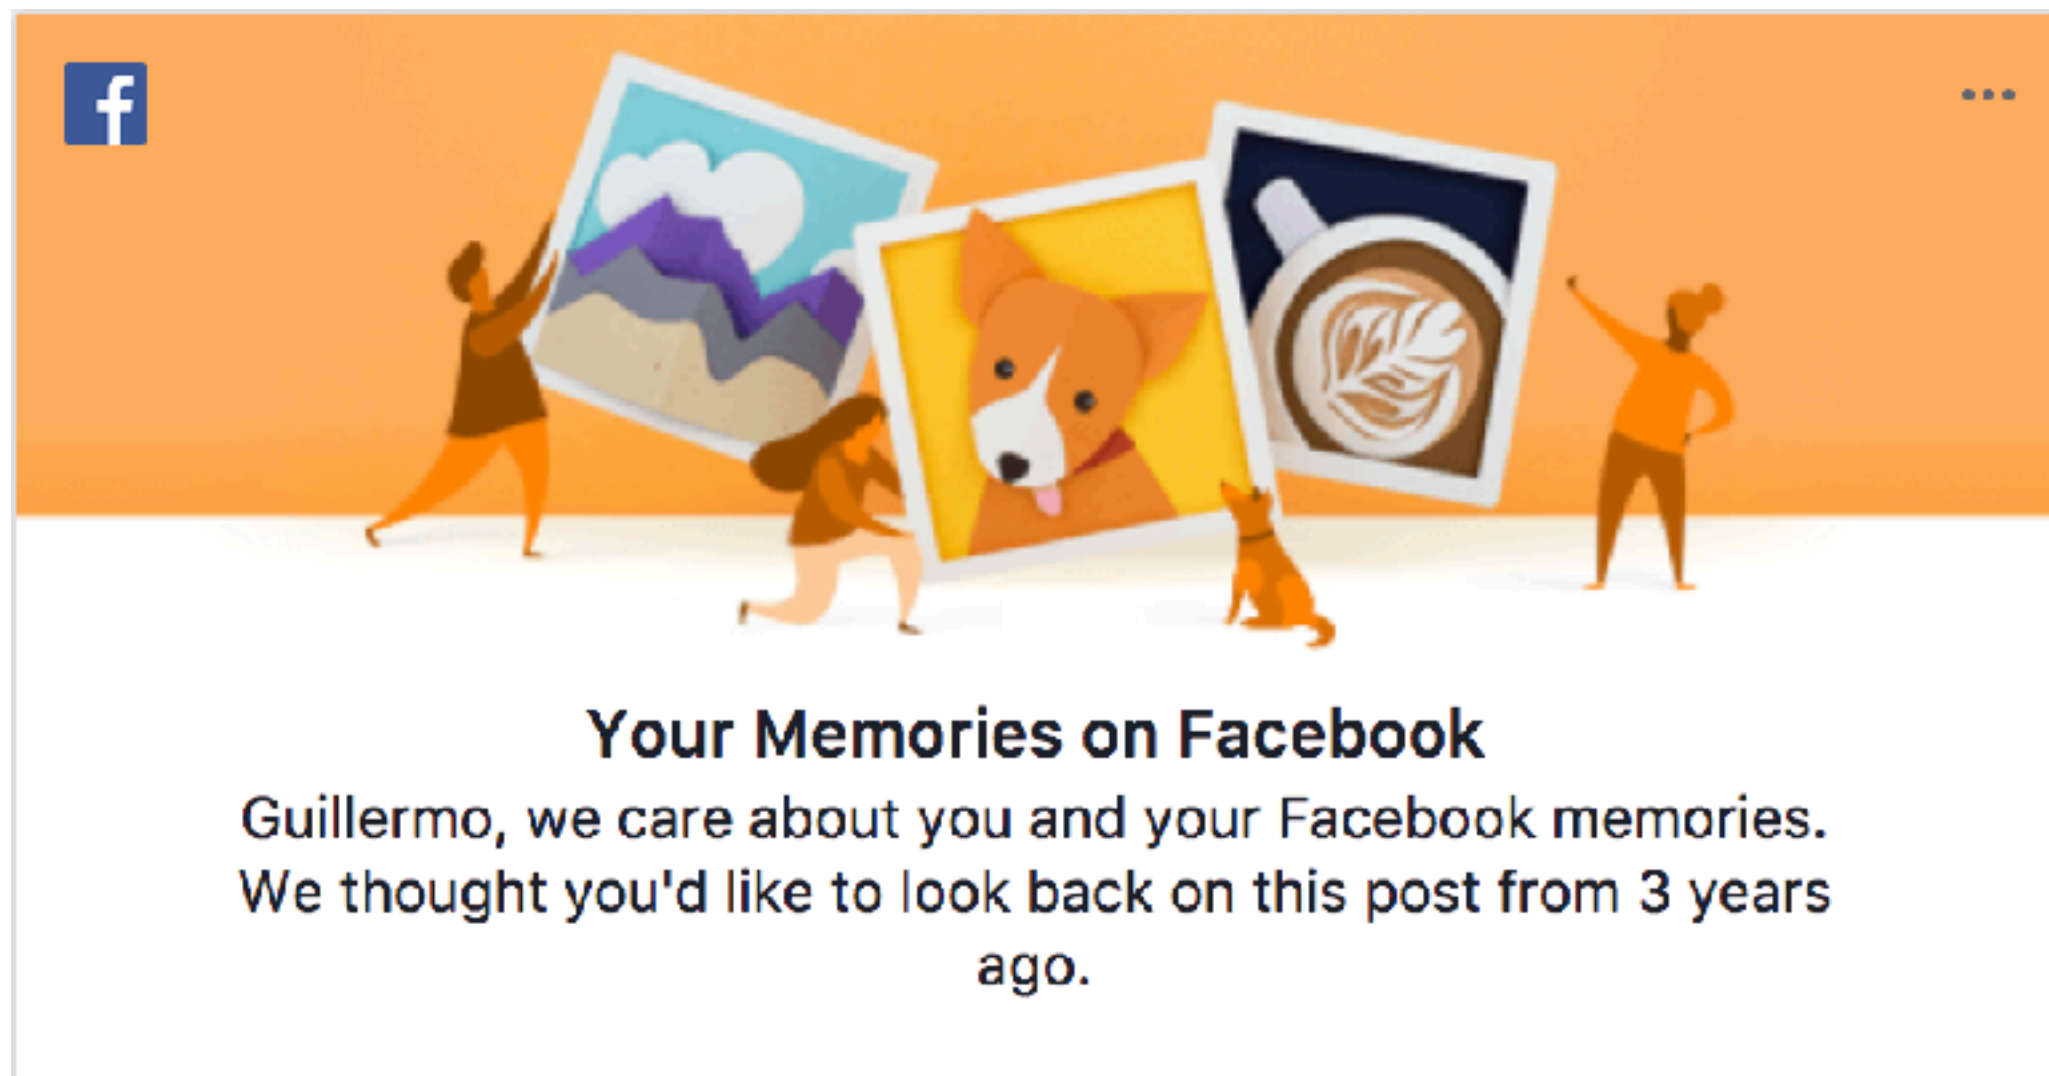 f
Your Memories on Facebook
Guillermo, we care about you and your Facebook memories.
We thought you'd like to look back on this post from 3 years
ago.